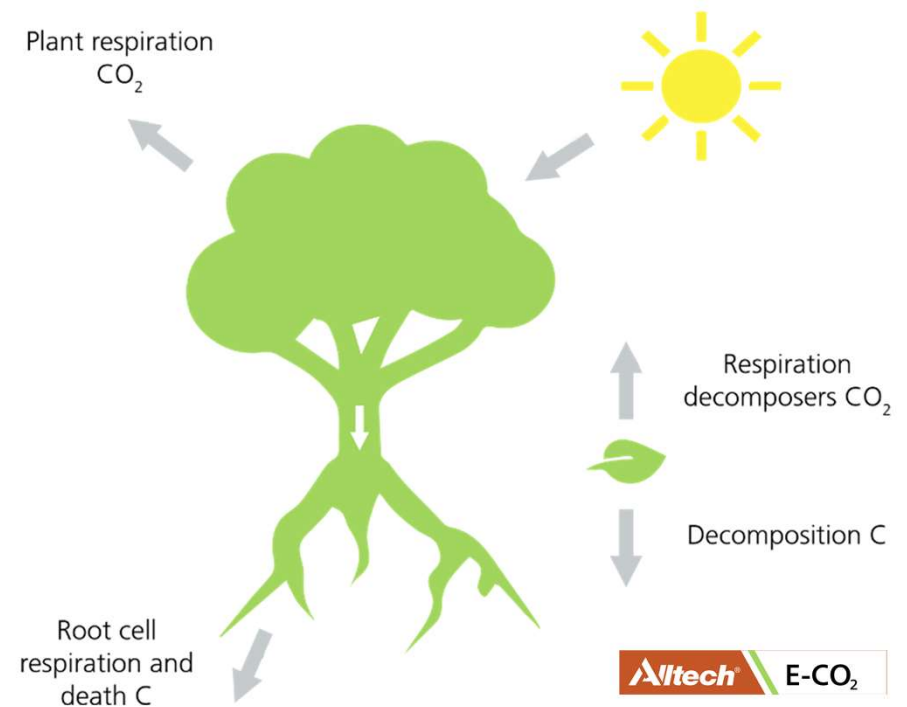 Plant respiration
CO₂
Respiration
decomposers CO₂
Decomposition C
Root cell
respiration and
death C
Alltech® E-CO₂